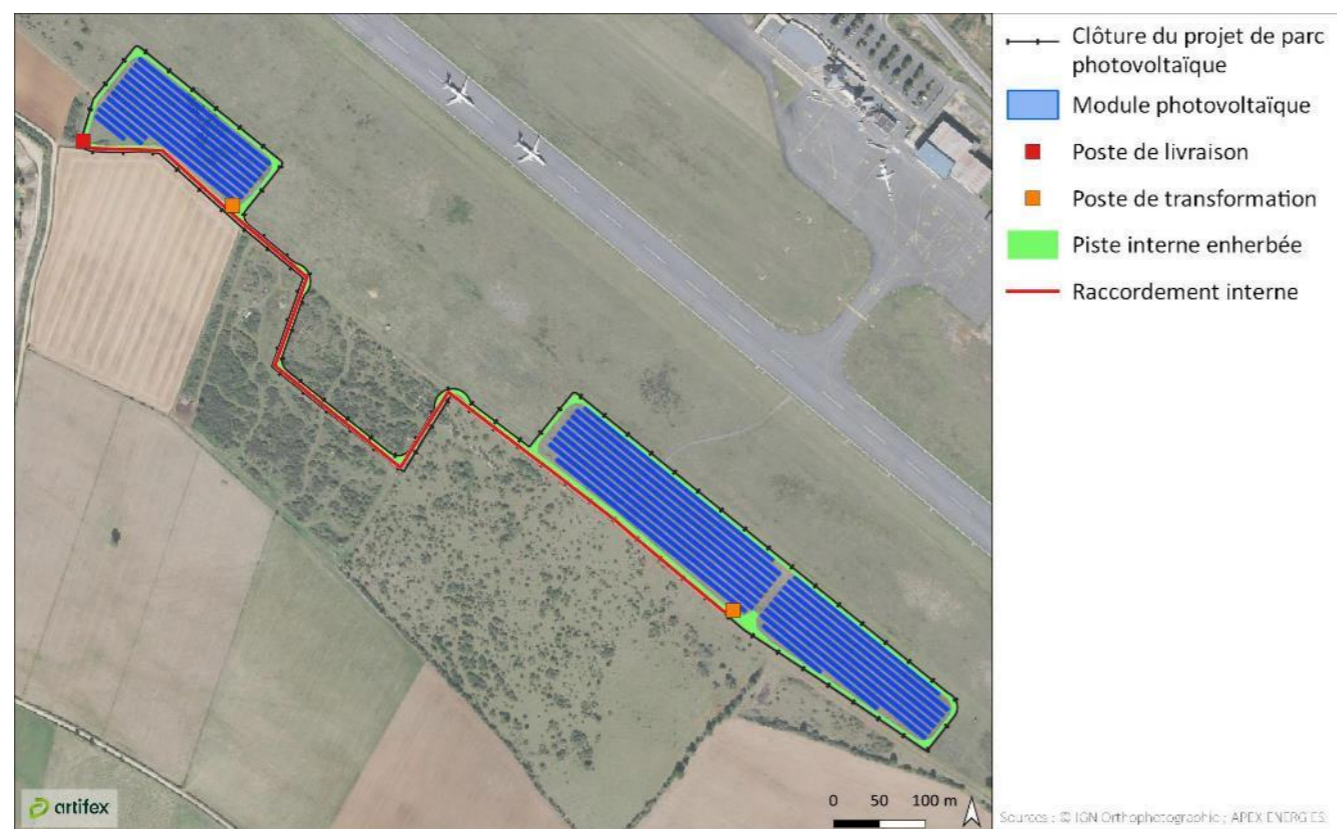 Clôture du projet de parc
photovoltaïque
Module photovoltaïque
Poste de livraison
Poste de transformation
Piste interne enherbée
Raccordement interne
artifex
0 50 100 m
Sources : © IGN Orthophotographie ; APEX ENERGIES